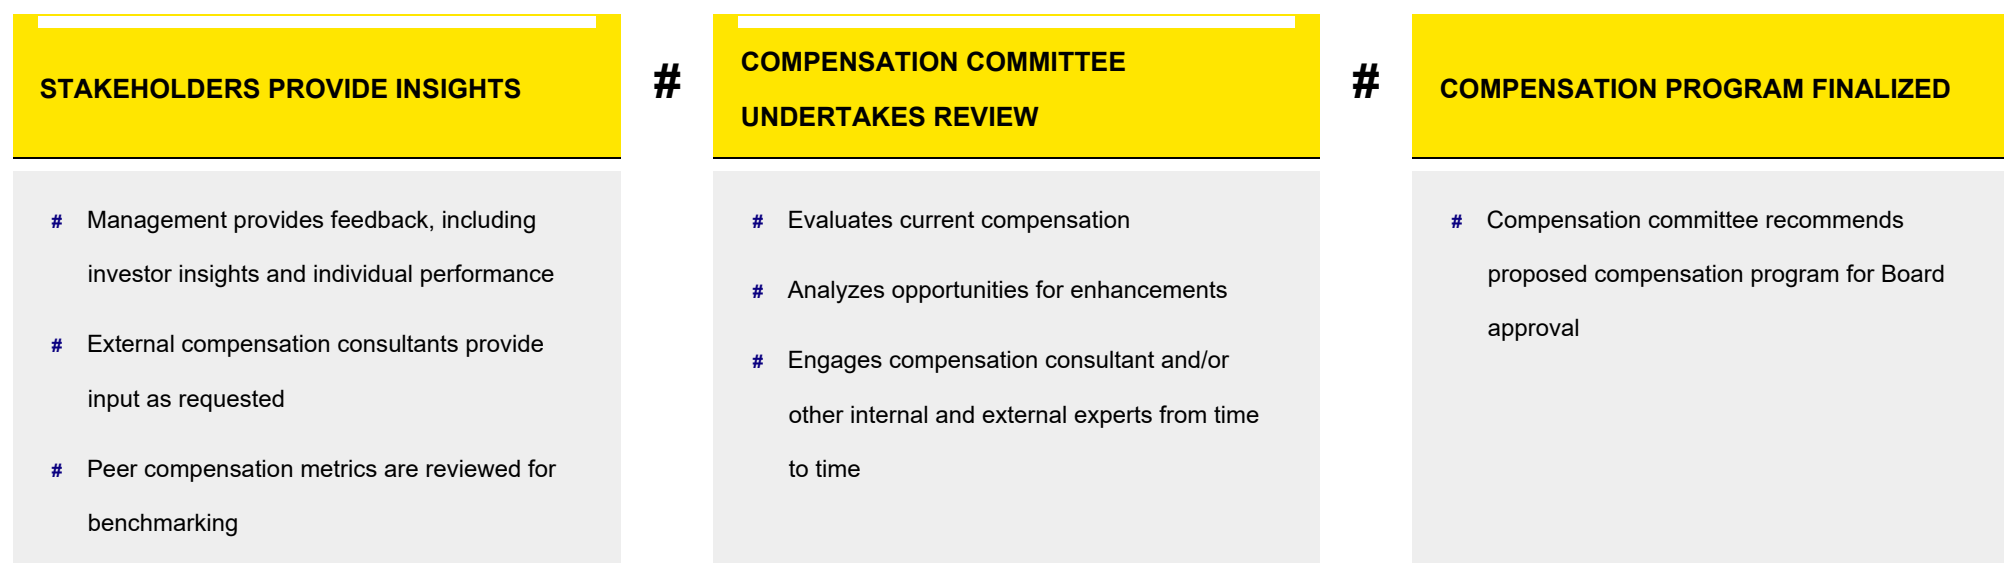 STAKEHOLDERS PROVIDE INSIGHTS
# Management provides feedback, including
investor insights and individual performance
# External compensation consultants provide
input as requested
# Peer compensation metrics are reviewed for
benchmarking
#
COMPENSATION COMMITTEE
UNDERTAKES REVIEW
# Evaluates current compensation
# Analyzes opportunities for enhancements
# Engages compensation consultant and/or
other internal and external experts from time
to time
#
COMPENSATION PROGRAM FINALIZED
# Compensation committee recommends
proposed compensation program for Board
approval